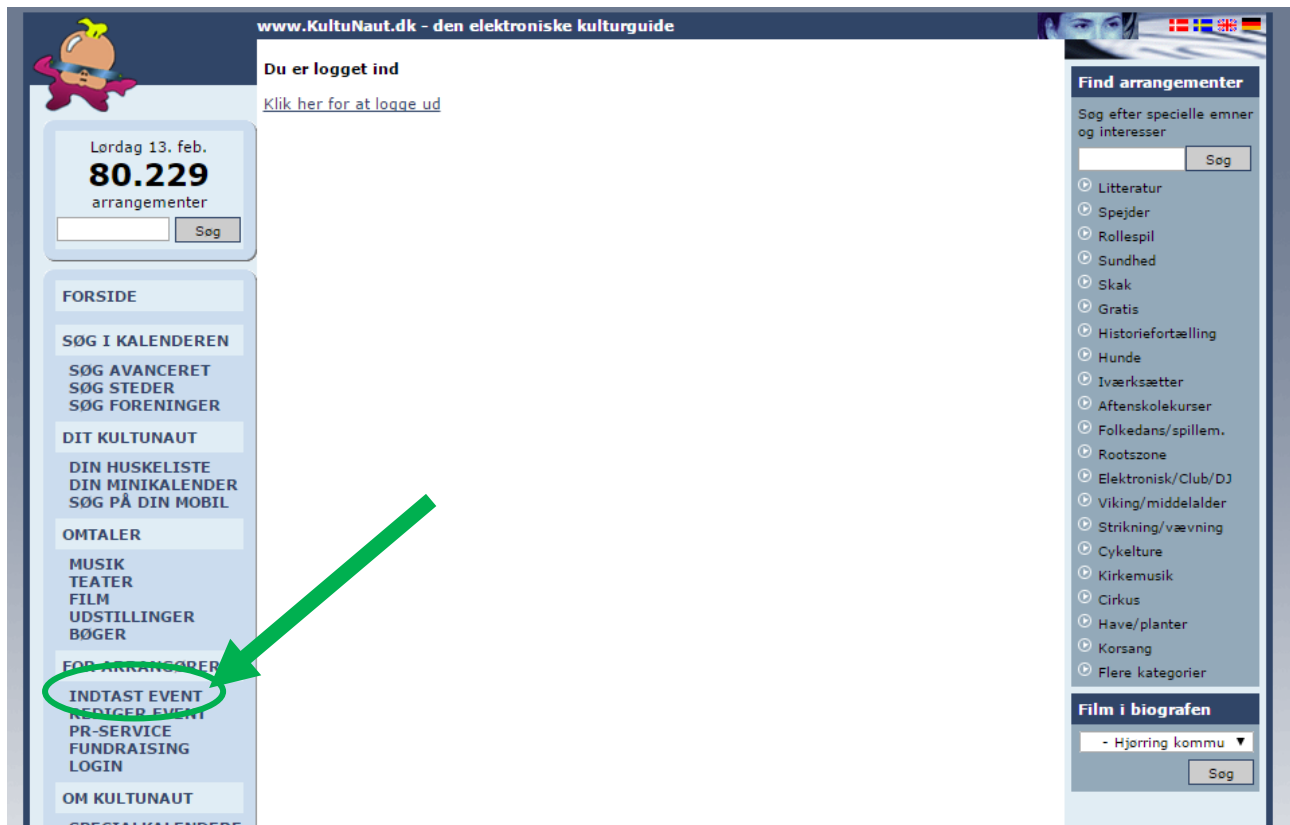 www.KultuNaut.dk - den elektroniske kulturguide
Lørdag 13. feb.
80.229
arrangementer
Søg
FORSIDE
SØG I KALENDEREN
SØG AVANCERET
SØG STEDER
SØG FORENINGER
DIT KULTUNAUT
DIN HUSKELISTE
DIN MINIKALENDER
SØG PÅ DIN MOBIL
OMTALER
MUSIK
TEATER
FILM
UDSTILLINGER
BØGER
FOR ARRANGØRER
INDTAST EVENT
REDIGER EVENT
PR-SERVICE
FUNDRAISING
LOGIN
OM KULTUNAUT
SPECIALKALENDERE
Du er logget ind
Klik her for at logge ud
Find arrangementer
Søg efter specielle emner
og interesser
Søg
Litteratur
Spejder
Rollespil
Sundhed
Skak
Gratis
Historiefortælling
Hunde
Iværksætter
Aftenskolekurser
Folkedans/spillem.
Rootszone
Elektronisk/Club/DJ
Viking/middelalder
Strikning/vævning
Cykelture
Kirkemusik
Cirkus
Have/planter
Korsang
Flere kategorier
Film i biografen
- Hjørring kommu
Søg